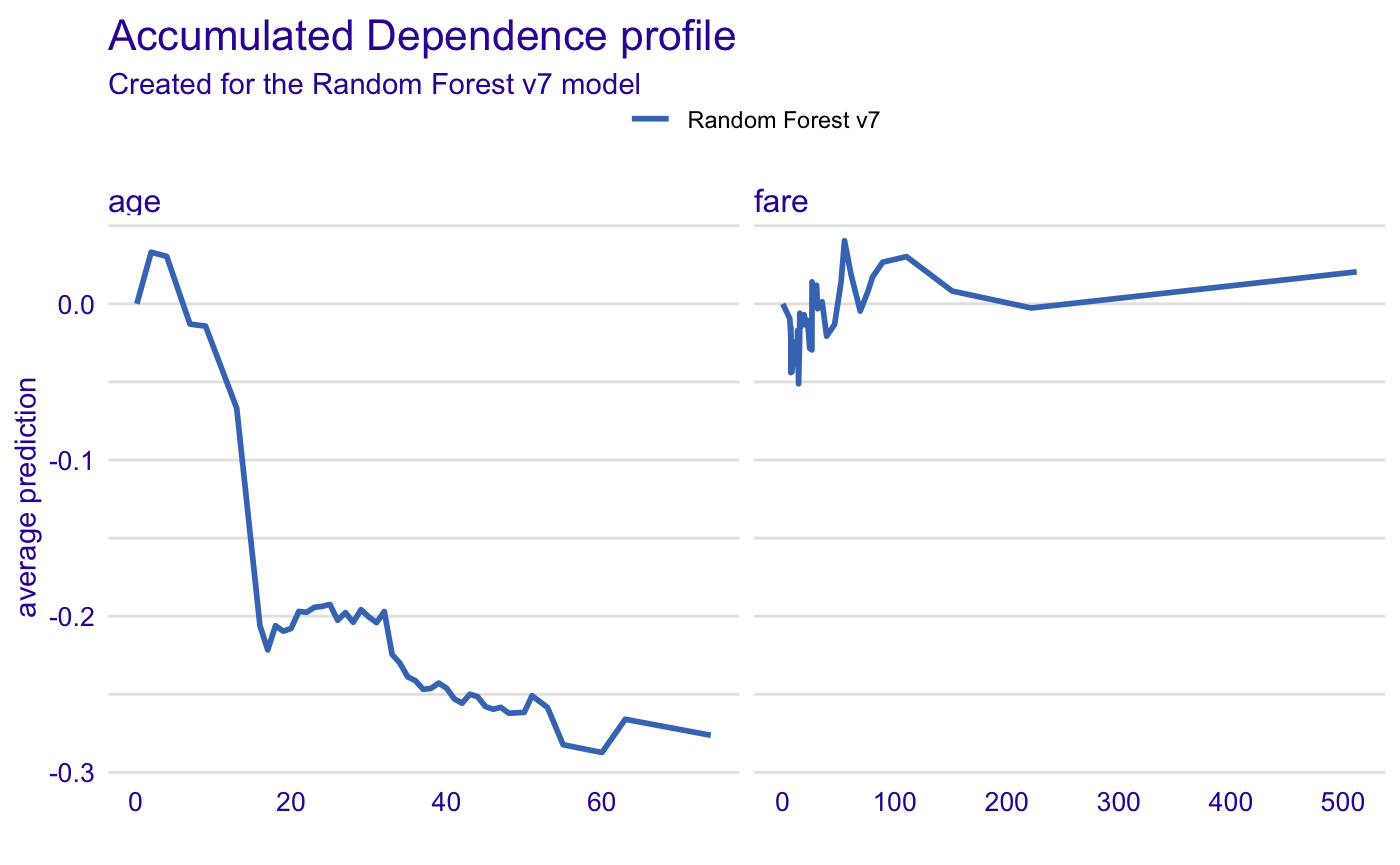 Accumulated Dependence profile
Created for the Random Forest v7 model
Random Forest v7
age
fare
average prediction
0.0
-0.1
-0.2
-0.3
0 20 40 60
0 100 200 300 400 500